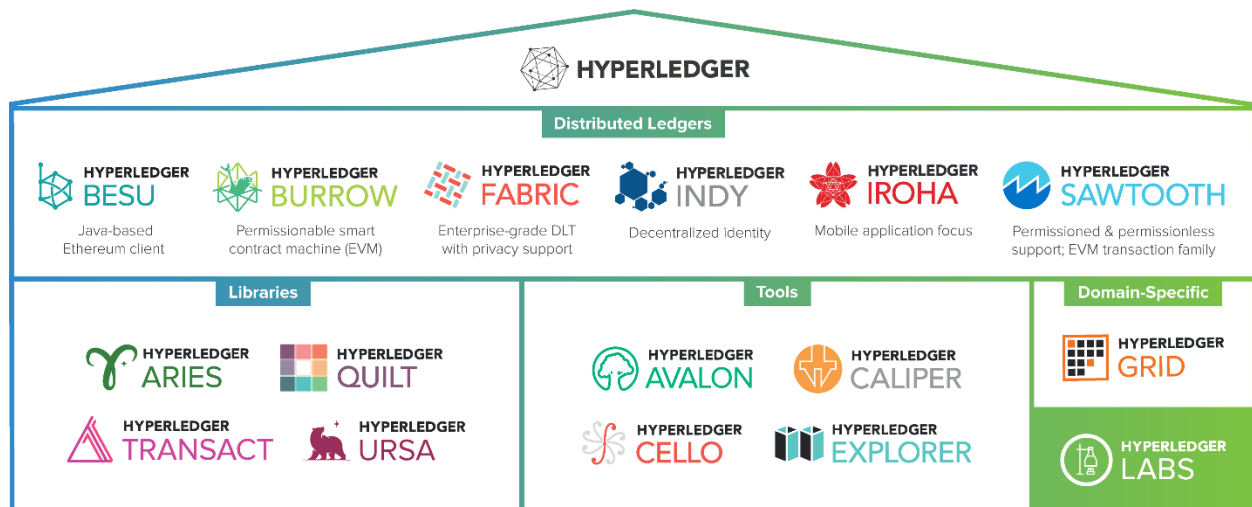 HYPERLEDGER
Distributed Ledgers
HYPERLEDGER
BESU
Java-based
Ethereum client
HYPERLEDGER
BURROW
Permissionable smart
contract machine (EVM)
HYPERLEDGER
FABRIC
Enterprise-grade DLT
with privacy support
HYPERLEDGER
INDY
Decentralized identity
HYPERLEDGER
IROHA
Mobile application focus
HYPERLEDGER
SAWTOOTH
Permissioned & permissionless
support; EVM transaction family
Libraries
HYPERLEDGER
ARIES
HYPERLEDGER
QUILT
HYPERLEDGER
TRANSACT
HYPERLEDGER
URSA
Tools
HYPERLEDGER
AVALON
HYPERLEDGER
CALIPER
HYPERLEDGER
CELLO
HYPERLEDGER
EXPLORER
Domain-Specific
HYPERLEDGER
GRID
HYPERLEDGER
LABS